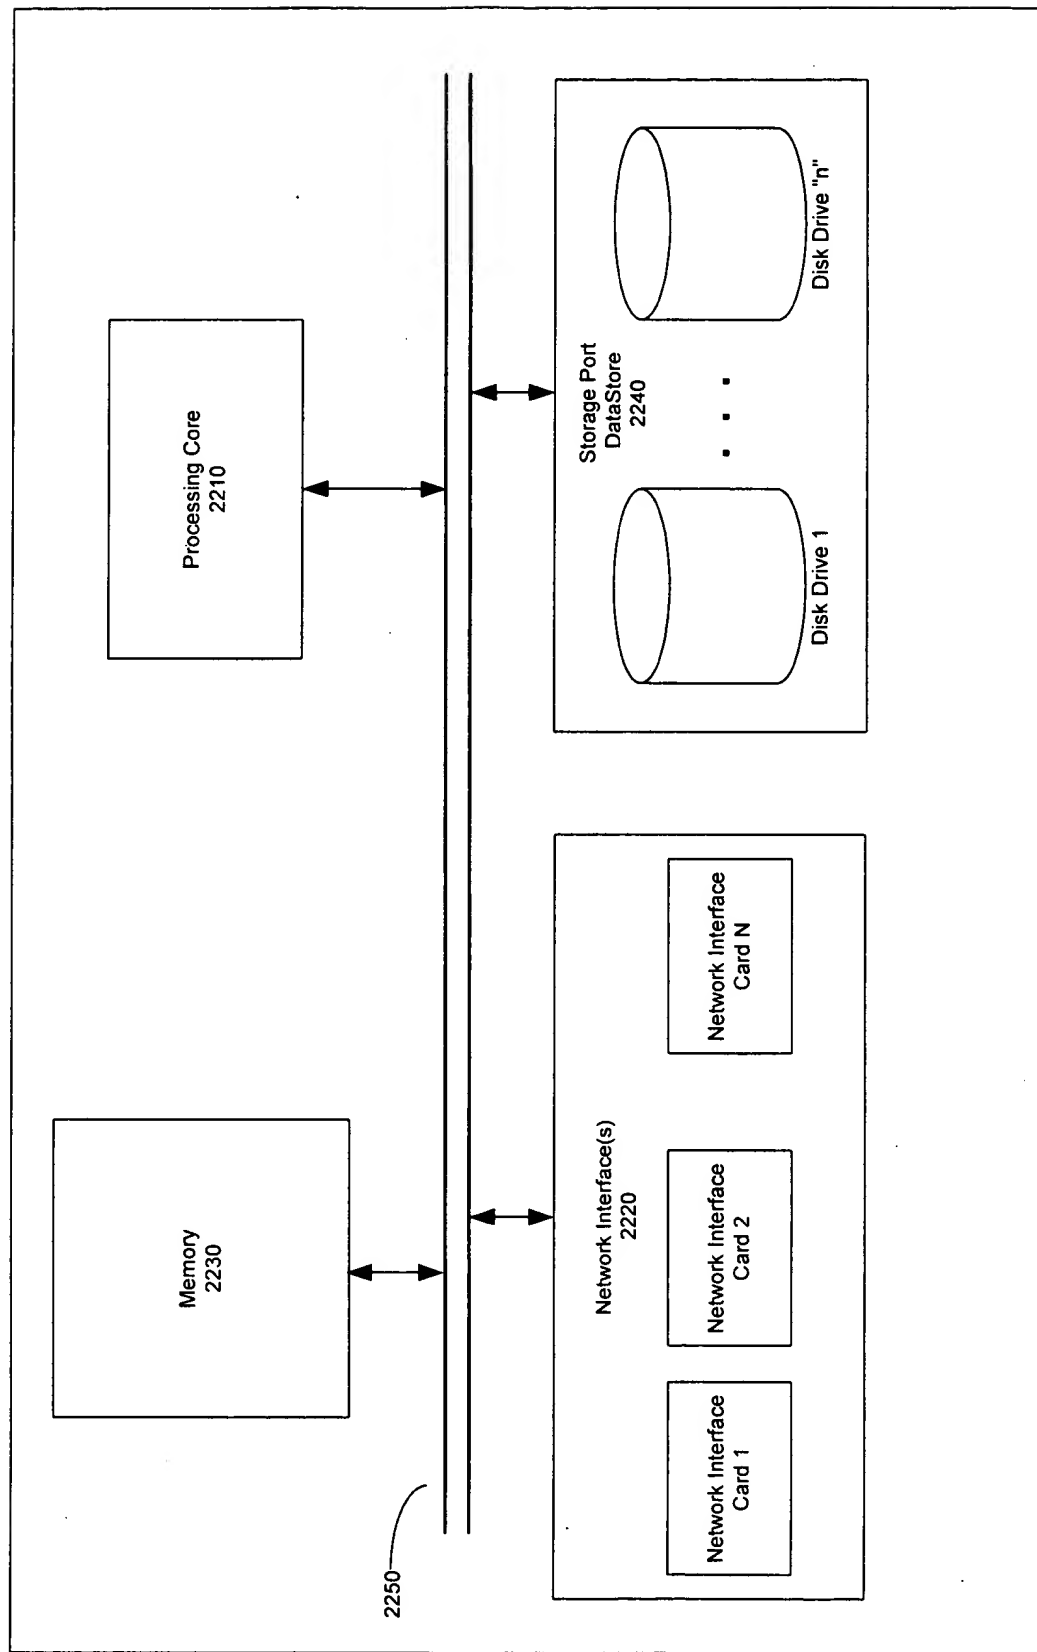 Memory
2230
Processing Core
2210
2250
Network Interface(s)
2220
Network Interface
Card 1
Network Interface
Card 2
Network Interface
Card N
Storage Port
DataStore
2240
. . .
Disk Drive 1
Disk Drive "n"